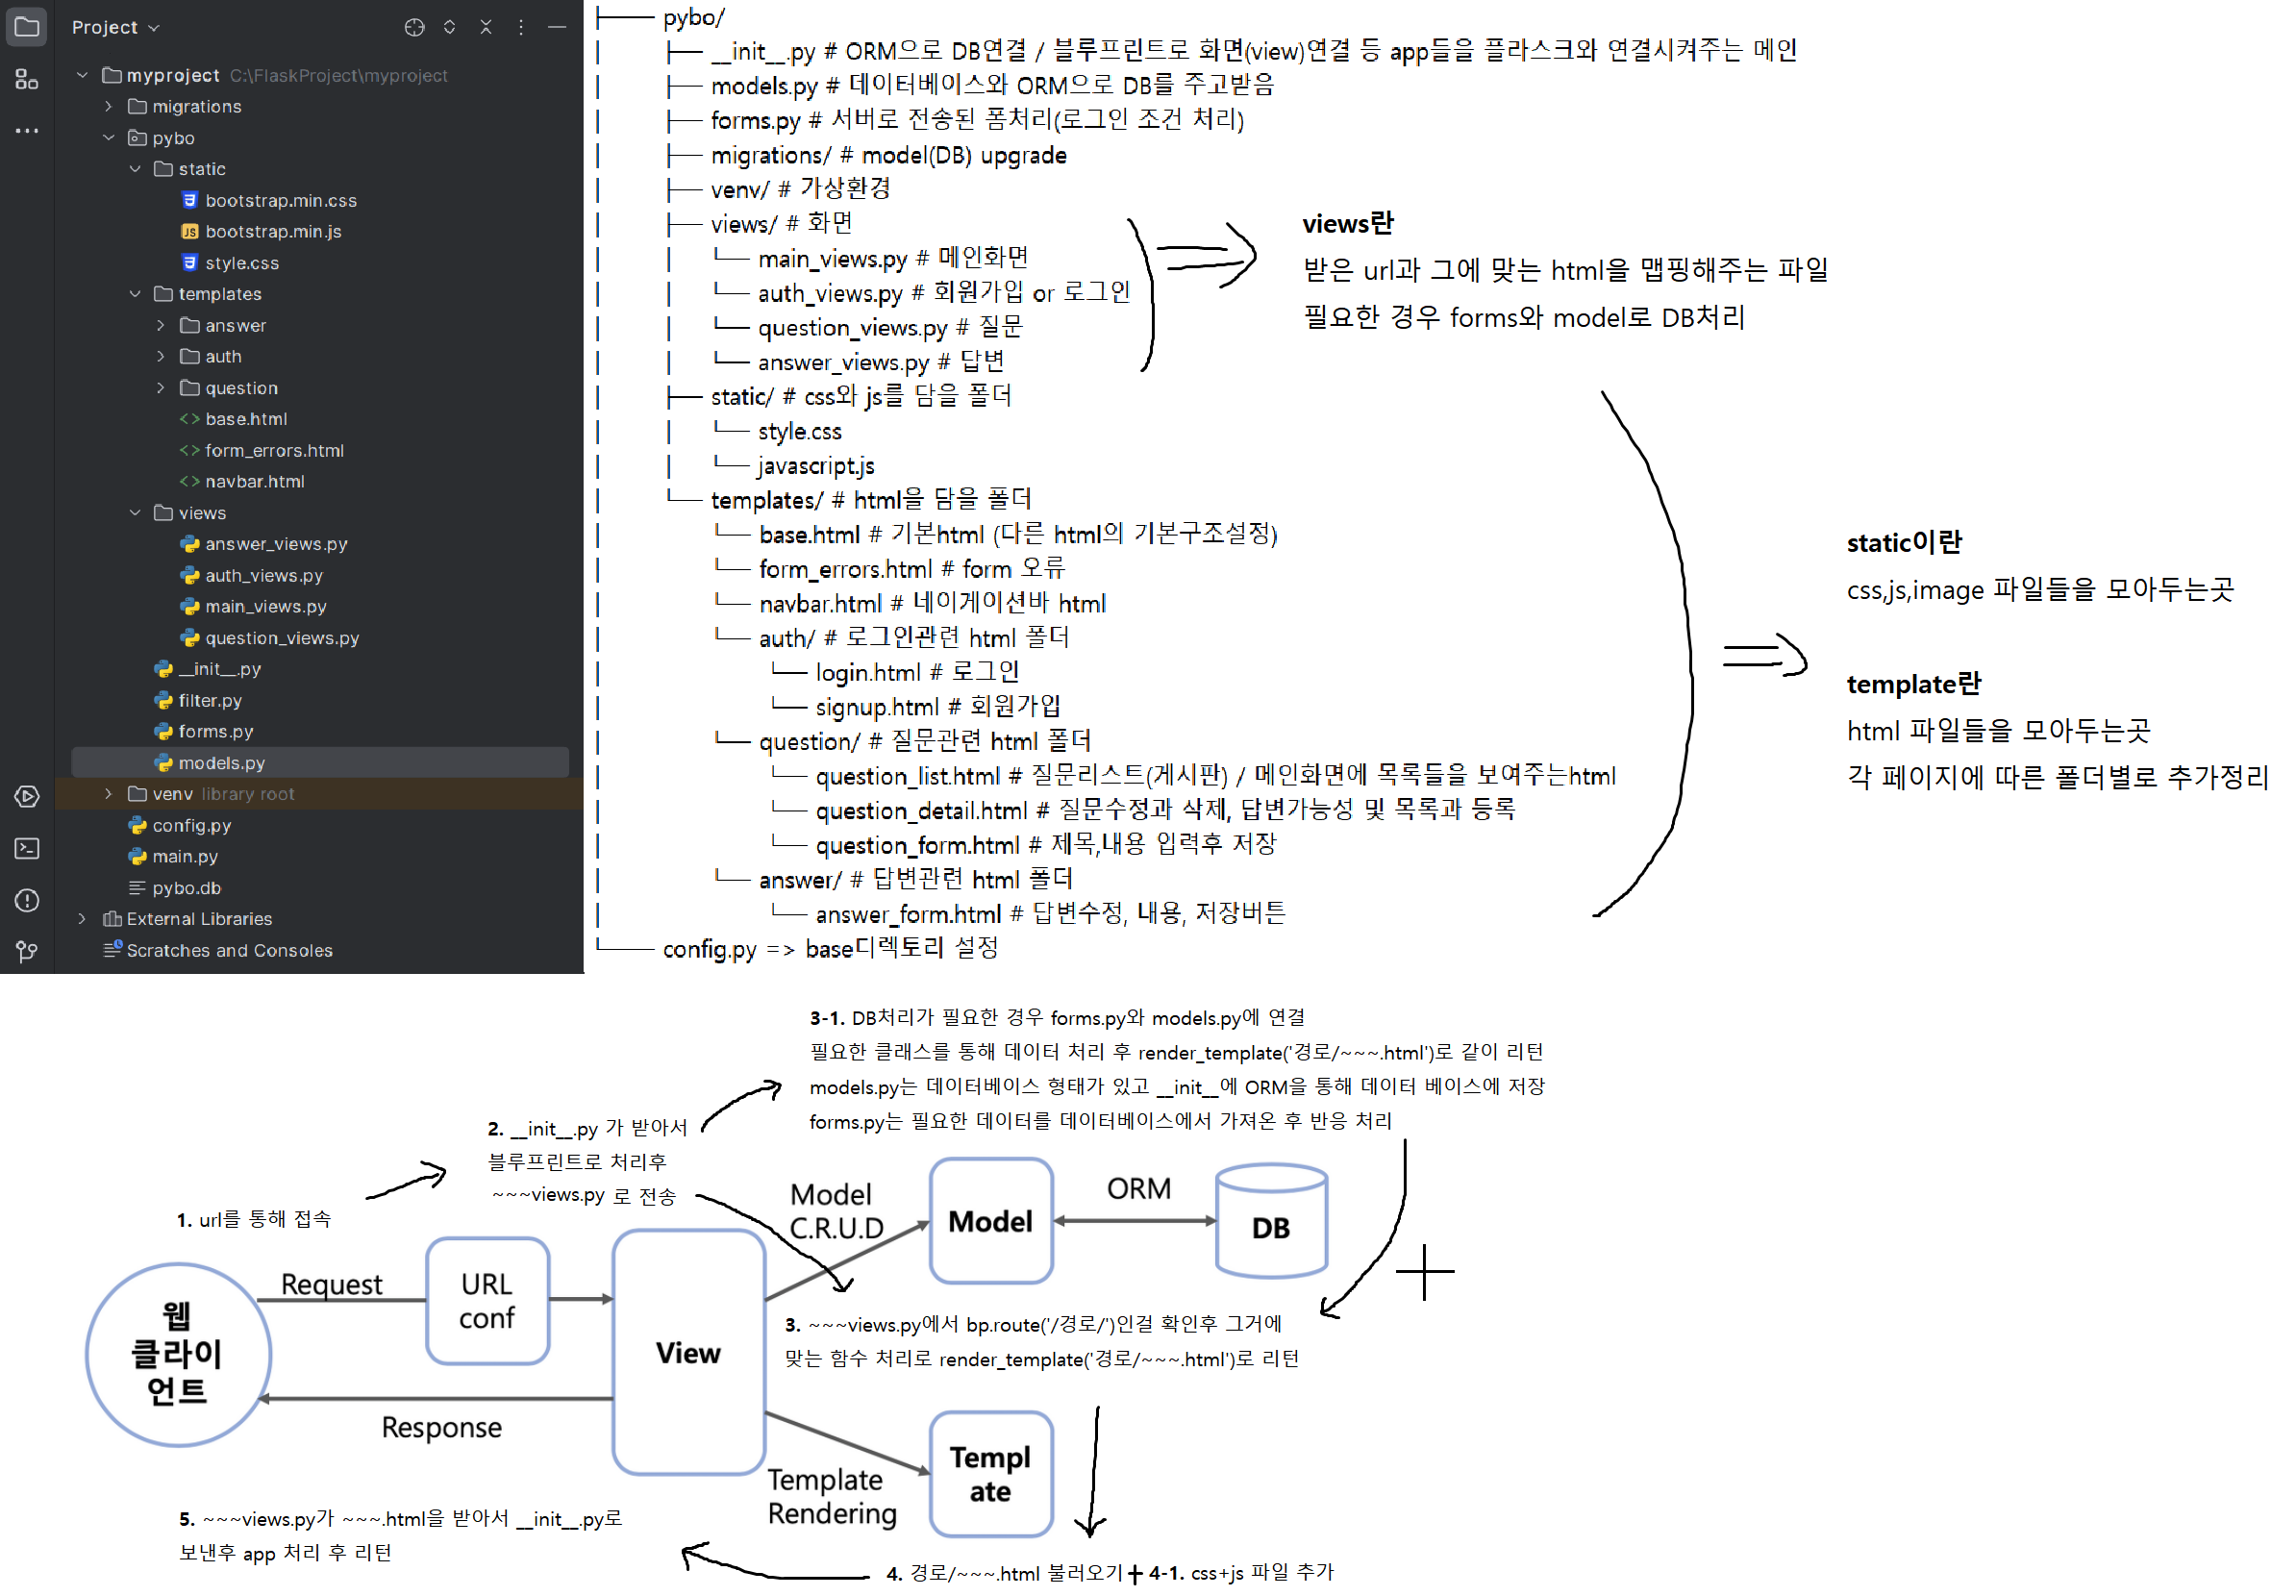 Project
myproject C:\FlaskProject\myproject
migrations
pybo
static
bootstrap.min.css
bootstrap.min.js
style.css
templates
answer
auth
question
base.html
form_errors.html
navbar.html
views
answer_views.py
auth_views.py
main_views.py
question_views.py
__init__.py
filter.py
forms.py
models.py
venv library root
config.py
main.py
pybo.db
External Libraries
Scratches and Consoles
├── pybo/
│ ├── __init__.py # ORM으로 DB연결 / 블루프린트로 화면(view)연결 등 app들을 플라스크와 연결시켜주는 메인
│ ├── models.py # 데이터베이스와 ORM으로 DB를 주고받음
│ ├── forms.py # 서버로 전송된 폼처리(로그인 조건 처리)
│ ├── migrations/ # model(DB) upgrade
│ ├── venv/ # 가상환경
│ ├── views/ # 화면
│ │ └── main_views.py # 메인화면
│ │ └── auth_views.py # 회원가입 or 로그인
│ │ └── question_views.py # 질문
│ │ └── answer_views.py # 답변
│ ├── static/ # css와 js를 담을 폴더
│ │ └── style.css
│ │ └── javascript.js
│ └── templates/ # html을 담을 폴더
│ └── base.html # 기본html (다른 html의 기본구조설정)
│ └── form_errors.html # form 오류
│ └── navbar.html # 네이게이션바 html
│ └── auth/ # 로그인관련 html 폴더
│ └── login.html # 로그인
│ └── signup.html # 회원가입
│ └── question/ # 질문관련 html 폴더
│ └── question_list.html # 질문리스트(게시판) / 메인화면에 목록들을 보여주는html
│ └── question_detail.html # 질문수정과 삭제, 답변가능성 및 목록과 등록
│ └── question_form.html # 제목,내용 입력후 저장
│ └── answer/ # 답변관련 html 폴더
│ └── answer_form.html # 답변수정, 내용, 저장버튼
└── config.py => base디렉토리 설정
views란
받은 url과 그에 맞는 html을 맵핑해주는 파일
필요한 경우 forms와 model로 DB처리
static이란
css,js,image 파일들을 모아두는곳
template란
html 파일들을 모아두는곳
각 페이지에 따른 폴더별로 추가정리
3-1. DB처리가 필요한 경우 forms.py와 models.py에 연결
필요한 클래스를 통해 데이터 처리 후 render_template('경로/~~~.html')로 같이 리턴
models.py는 데이터베이스 형태가 있고 __init__에 ORM을 통해 데이터 베이스에 저장
forms.py는 필요한 데이터를 데이터베이스에서 가져온 후 반응 처리
2. __init__.py 가 받아서
블루프린트로 처리후
~~~views.py 로 전송
1. url를 통해 접속
Model
C.R.U.D
Model
ORM
DB
Request
URL
conf
웹
클라이
언트
View
3. ~~~views.py에서 bp.route('/경로/')인걸 확인후 그거에
맞는 함수 처리로 render_template('경로/~~~.html')로 리턴
Response
Templ
ate
Template
Rendering
5. ~~~views.py가 ~~~.html을 받아서 __init__.py로
보낸후 app 처리 후 리턴
4. 경로/~~~.html 불러오기 + 4-1. css+js 파일 추가